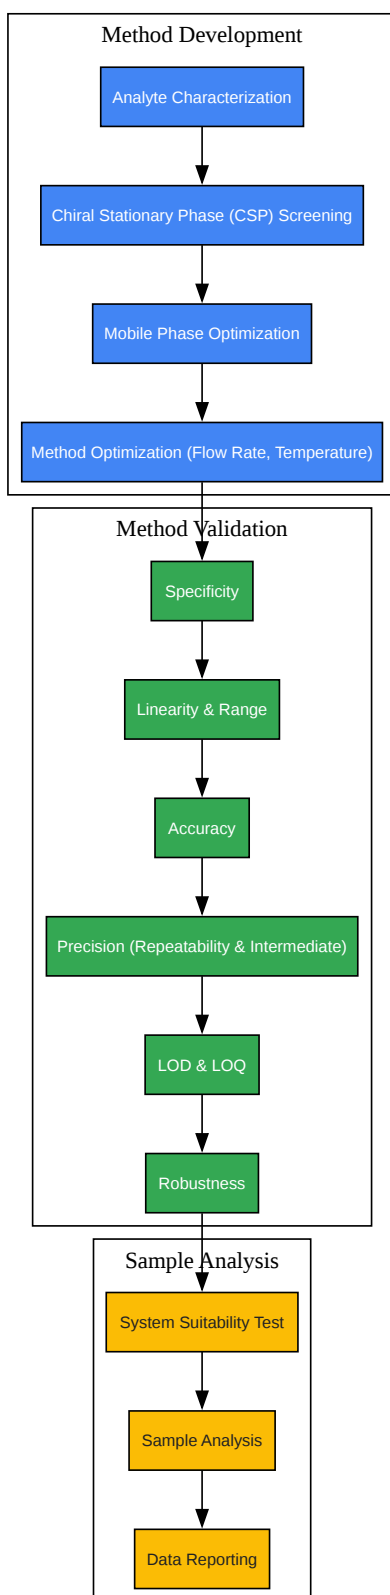 Method Development
Analyte Characterization
Chiral Stationary Phase (CSP) Screening
Mobile Phase Optimization
Method Optimization (Flow Rate, Temperature)
Method Validation
Specificity
Linearity & Range
Accuracy
Precision (Repeatability & Intermediate)
LOD & LOQ
Robustness
Sample Analysis
System Suitability Test
Sample Analysis
Data Reporting